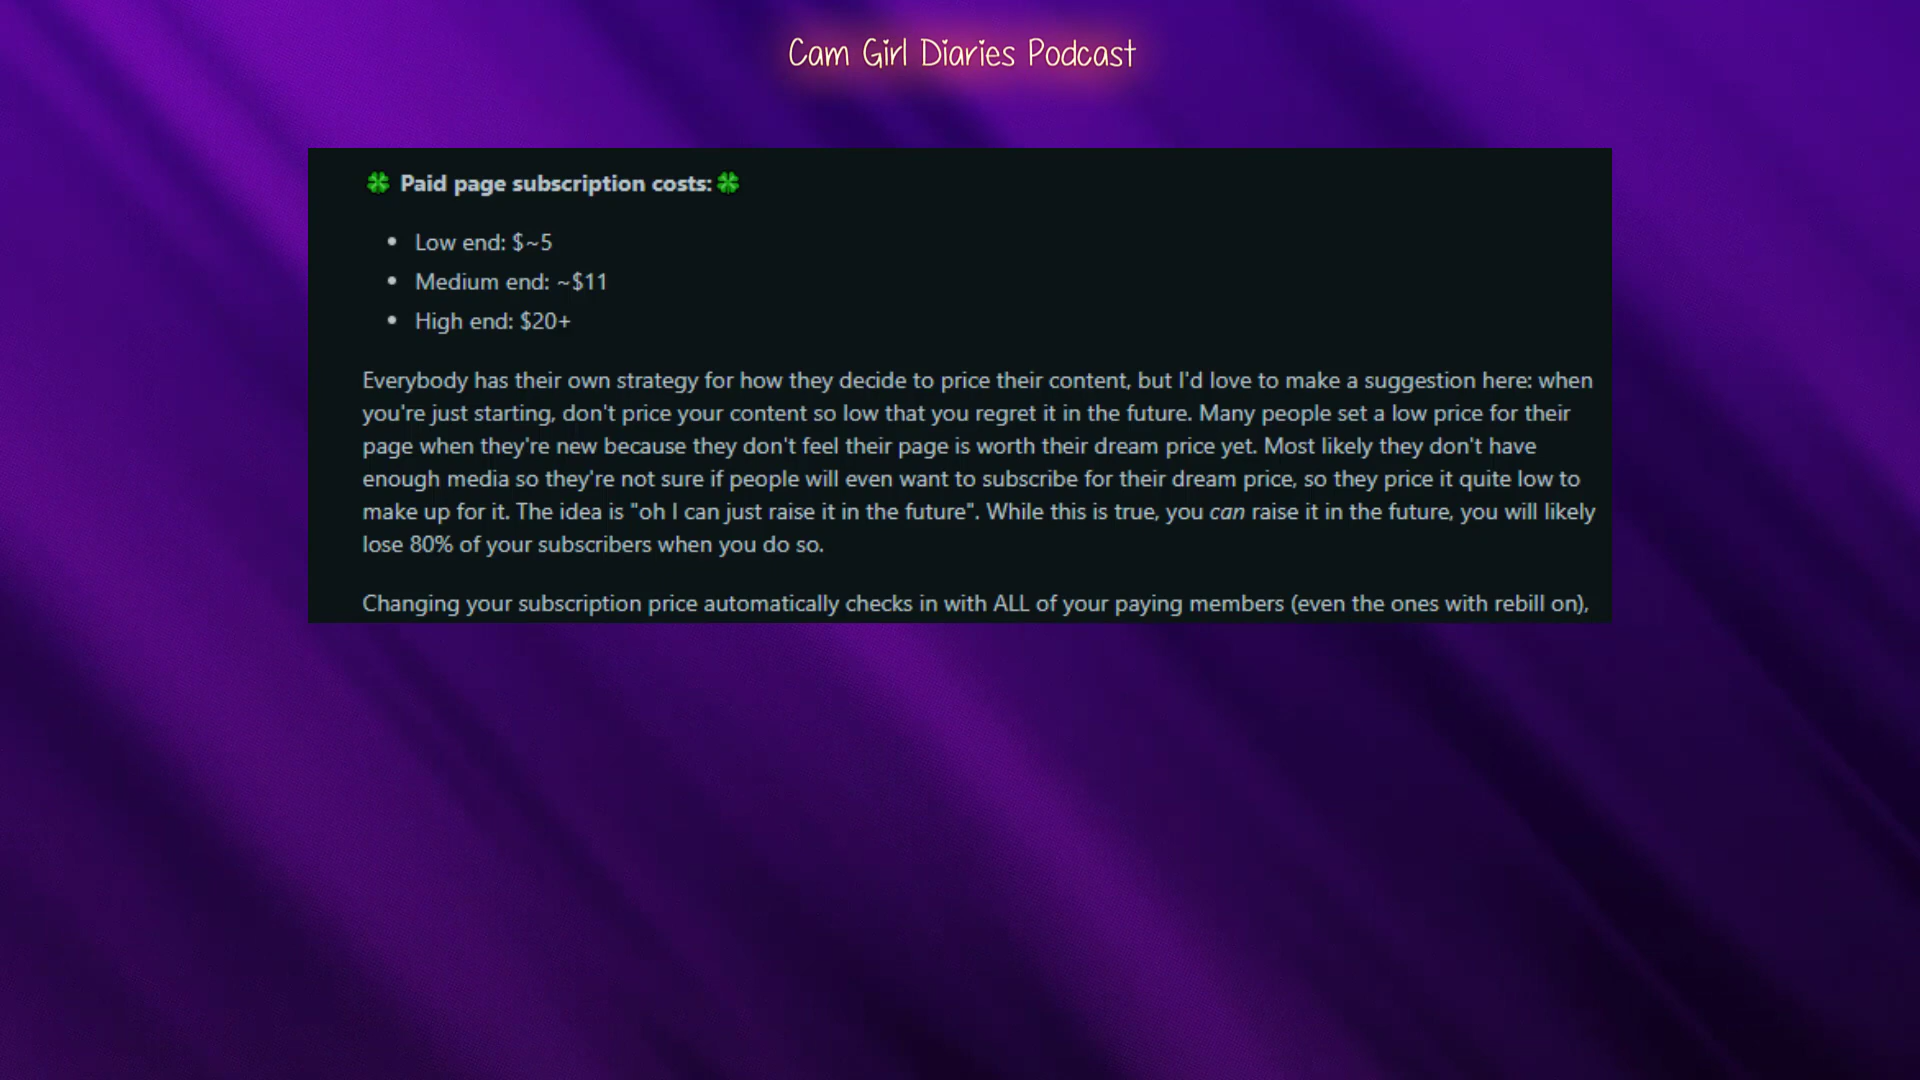 Cam Girl Diaries Podcast
🍀 Paid page subscription costs:🍀
• Low end: $~5
• Medium end: ~$11
• High end: $20+
Everybody has their own strategy for how they decide to price their content, but I'd love to make a suggestion here: when
you're just starting, don't price your content so low that you regret it in the future. Many people set a low price for their
page when they're new because they don't feel their page is worth their dream price yet. Most likely they don't have
enough media so they're not sure if people will even want to subscribe for their dream price, so they price it quite low to
make up for it. The idea is "oh I can just raise it in the future". While this is true, you can raise it in the future, you will likely
lose 80% of your subscribers when you do so.
Changing your subscription price automatically checks in with ALL of your paying members (even the ones with rebill on),